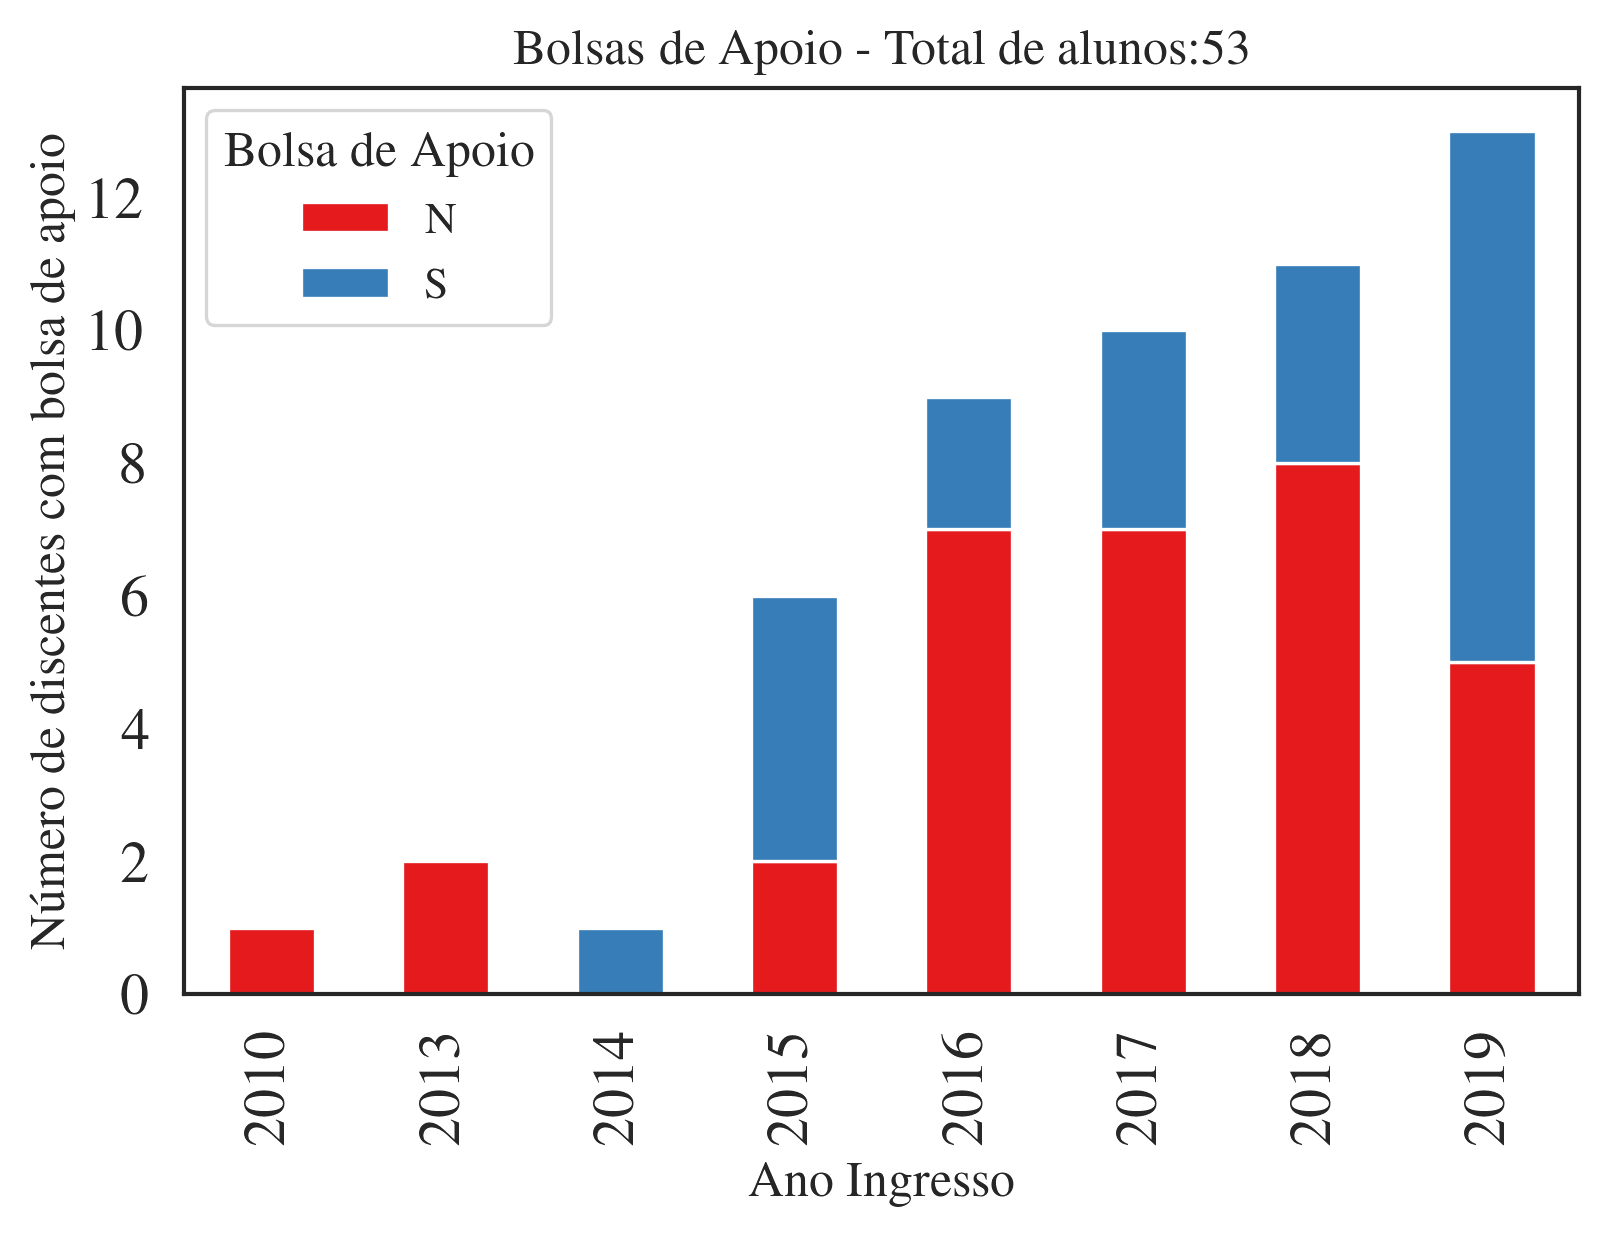 Bolsas de Apoio - Total de alunos:53
Número de discentes com bolsa de apoio
12
10
8
6
4
2
0
Bolsa de Apoio
N
S
2010
2013
2014
2015
2016
2017
2018
2019
Ano Ingresso